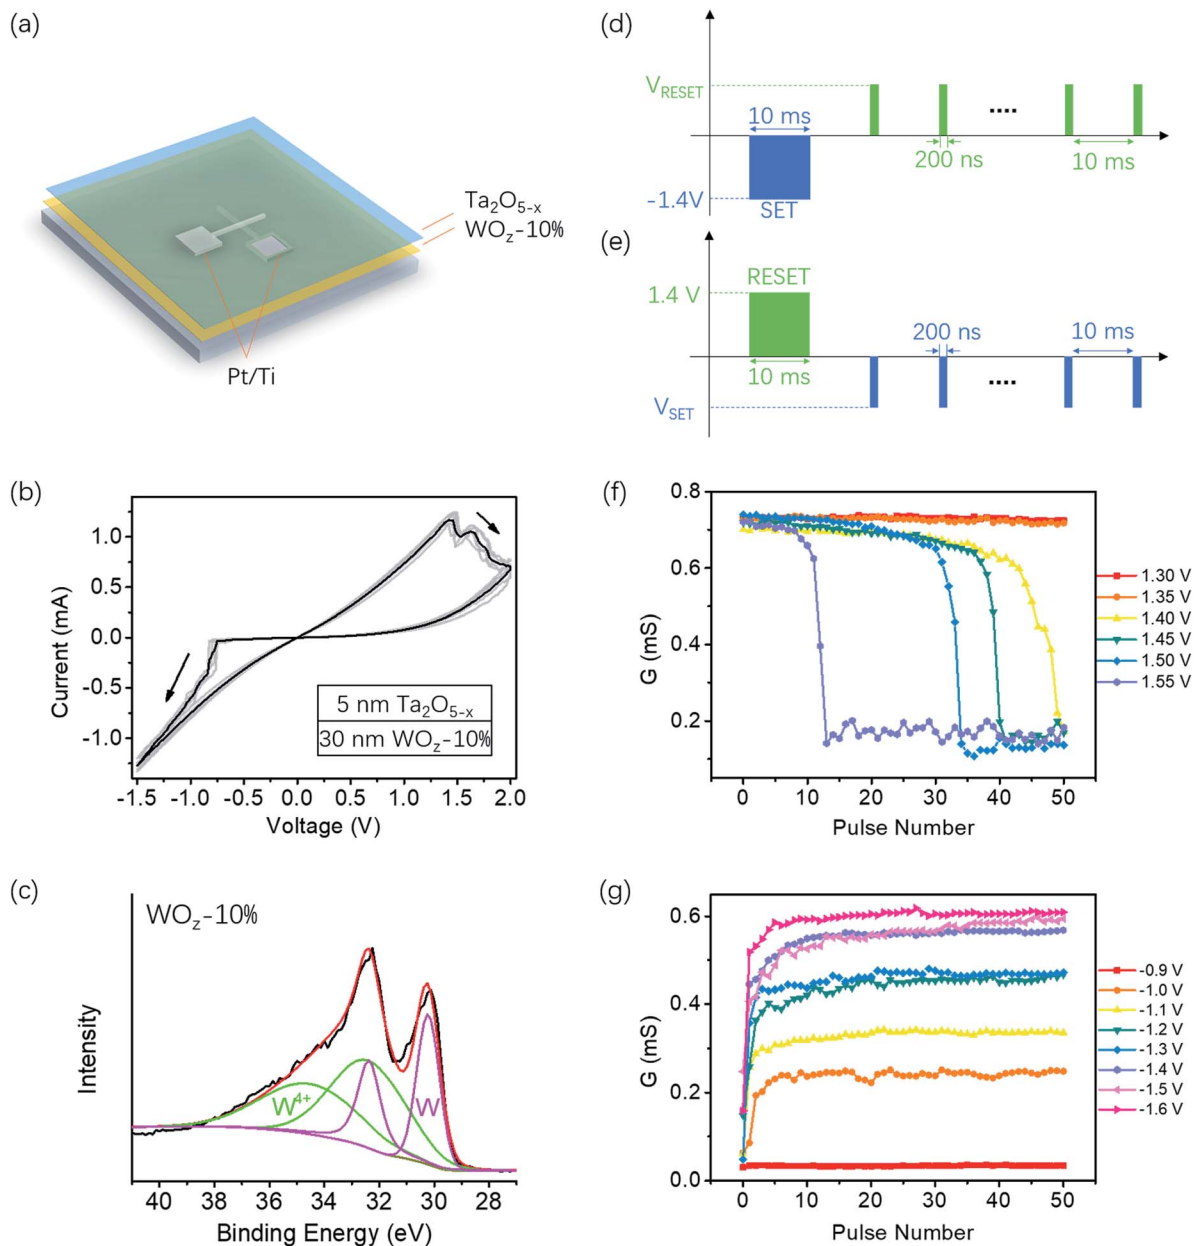 (a)
Ta₂O₅₋ₓ
WO_z-10%
Pt/Ti
(d)
V_RESET
10 ms
200 ns
10 ms
-1.4V
SET
(e)
RESET
1.4 V
10 ms
200 ns
10 ms
V_SET
(b)
Current (mA)
1.0
0.5
0.0
-0.5
-1.0
-1.5 -1.0 -0.5 0.0 0.5 1.0 1.5 2.0
Voltage (V)
5 nm Ta₂O₅₋ₓ
30 nm WO_z-10%
(f)
G (mS)
0.8
0.6
0.4
0.2
0 10 20 30 40 50
Pulse Number
1.30 V
1.35 V
1.40 V
1.45 V
1.50 V
1.55 V
(c)
WO_z-10%
Intensity
W⁴⁺
W
40 38 36 34 32 30 28
Binding Energy (eV)
(g)
G (mS)
0.6
0.4
0.2
0.0
0 10 20 30 40 50
Pulse Number
-0.9 V
-1.0 V
-1.1 V
-1.2 V
-1.3 V
-1.4 V
-1.5 V
-1.6 V